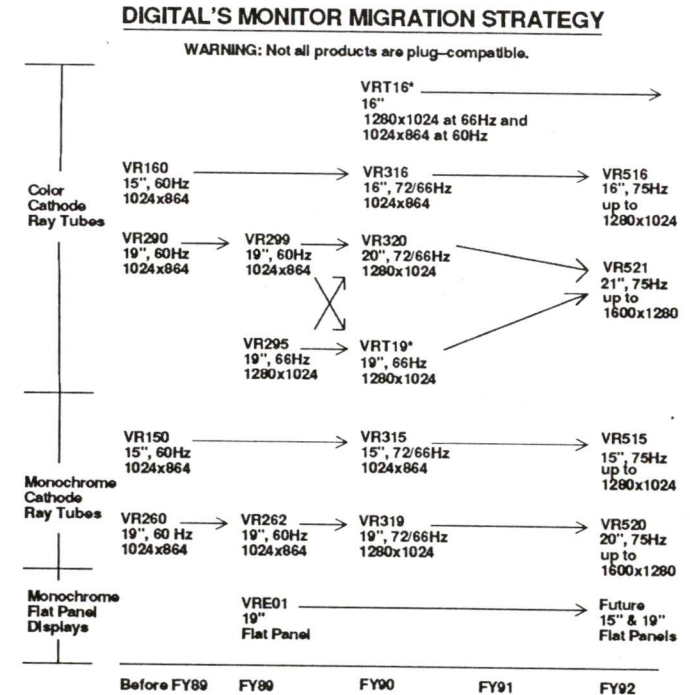 DIGITAL'S MONITOR MIGRATION STRATEGY
WARNING: Not all products are plug–compatible.
Color
Cathode
Ray Tubes
VRT16*
16"
1280x1024 at 66Hz and
1024x864 at 60Hz
VR160
15", 60Hz
1024x864
VR316
16", 72/66Hz
1024x864
VR516
16", 75Hz
up to
1280x1024
VR290
19", 60Hz
1024x864
VR299
19", 60Hz
1024x864
VR320
20", 72/66Hz
1280x1024
VR521
21", 75Hz
up to
1600x1280
VR295
19", 66Hz
1280x1024
VRT19*
19", 66Hz
1280x1024
Monochrome
Cathode
Ray Tubes
VR150
15", 60Hz
1024x864
VR315
15", 72/66Hz
1024x864
VR515
15", 75Hz
up to
1280x1024
VR260
19", 60 Hz
1024x864
VR262
19", 60Hz
1024x864
VR319
19", 72/66Hz
1280x1024
VR520
20", 75Hz
up to
1600x1280
Monochrome
Flat Panel
Displays
VRE01
19"
Flat Panel
Future
15" & 19"
Flat Panels
Before FY89
FY89
FY90
FY91
FY92